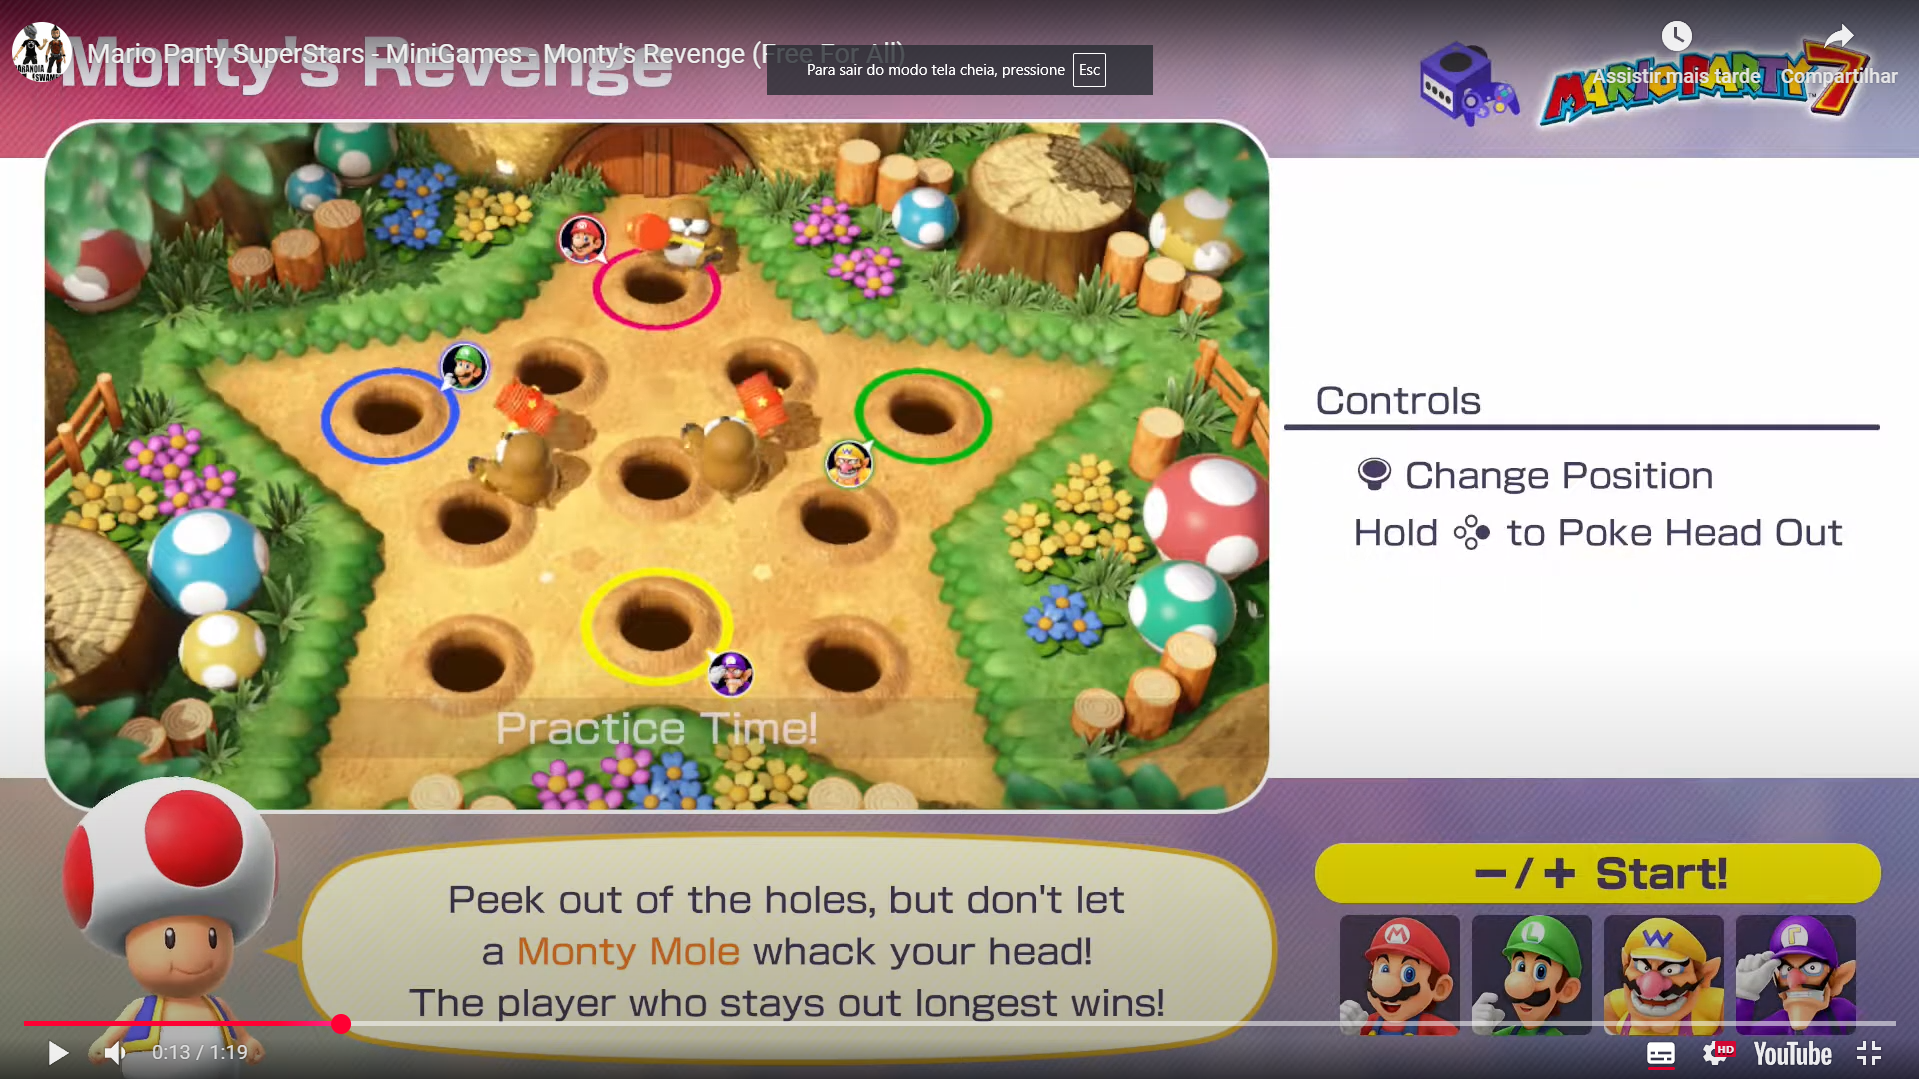 Monty's Revenge
Mario Party SuperStars - MiniGames - Monty's Revenge (Free For All)
Para sair do modo tela cheia, pressione Esc
Assistir mais tarde
Compartilhar
MARIO PARTY 7
Controls
Change Position
Hold to Poke Head Out
Practice Time!
Peek out of the holes, but don't let
a Monty Mole whack your head!
The player who stays out longest wins!
−/+ Start!
0:13 / 1:19
HD
YouTube